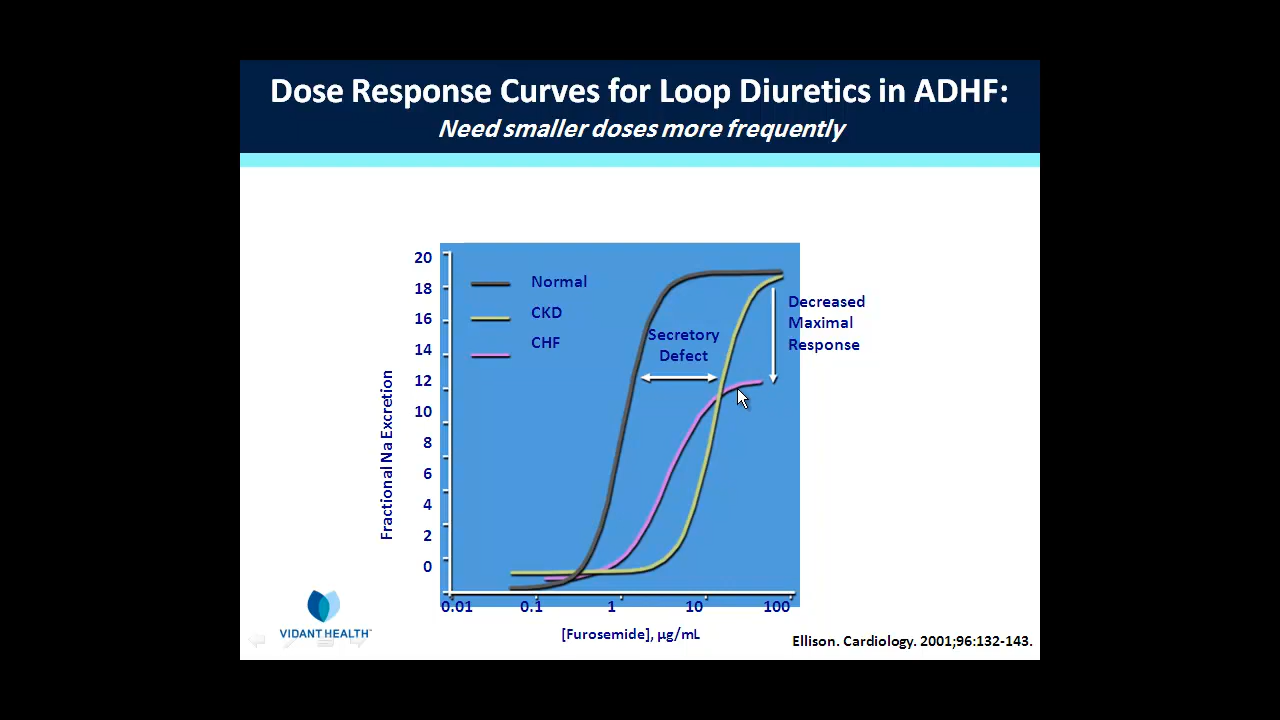 Dose Response Curves for Loop Diuretics in ADHF:
Need smaller doses more frequently
20
18
16
14
12
10
8
6
4
2
0
Fractional Na Excretion
Normal
CKD
CHF
Secretory
Defect
Decreased
Maximal
Response
0.01 0.1 1 10 100
[Furosemide], µg/mL
VIDANT HEALTH™
Ellison. Cardiology. 2001;96:132-143.